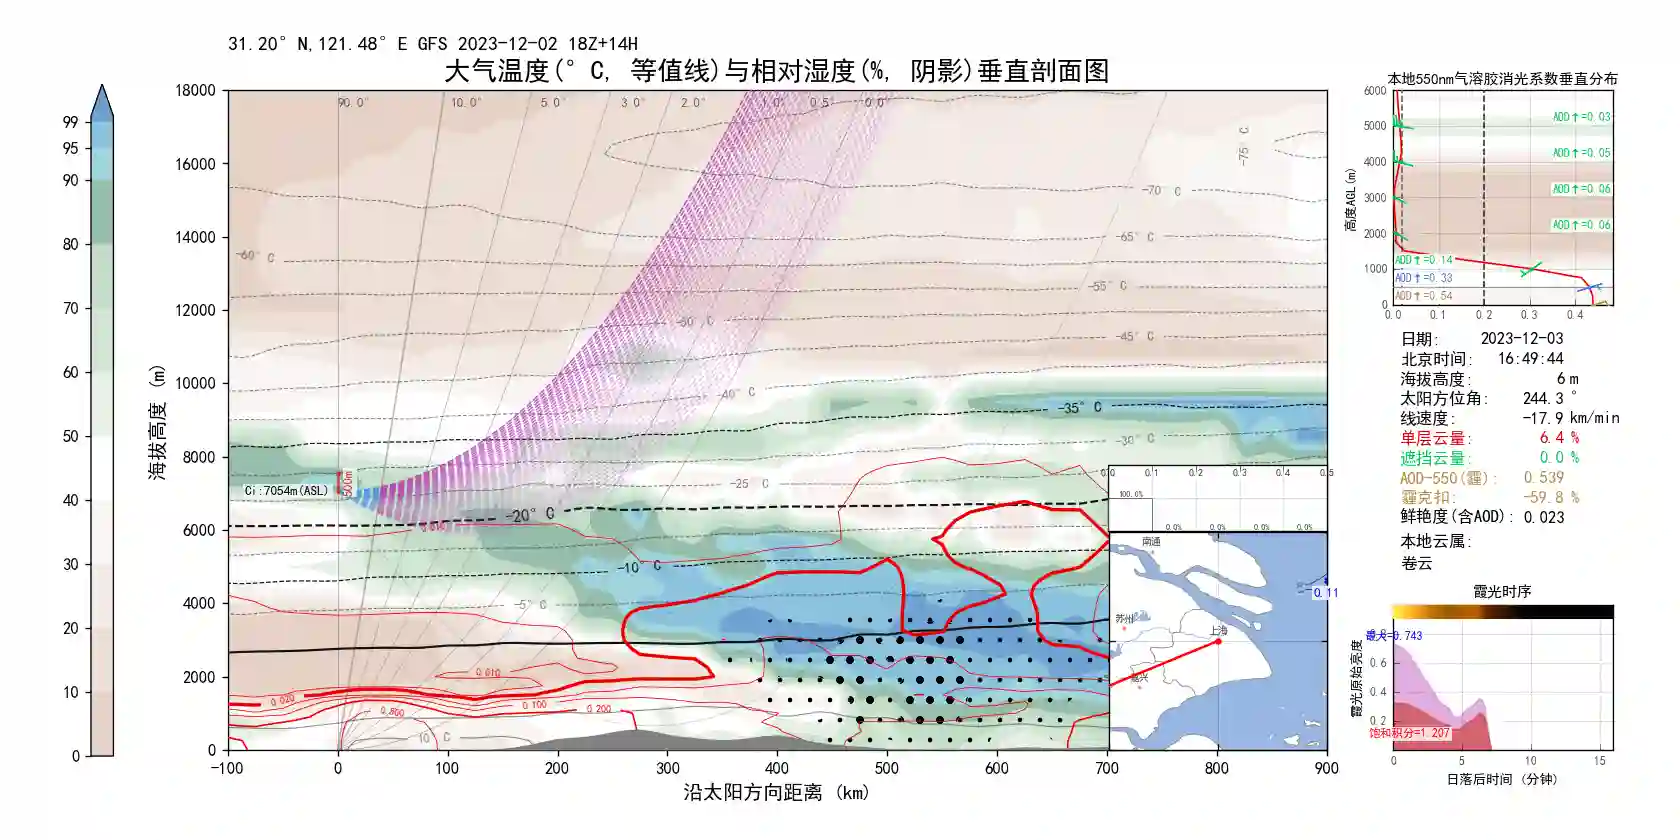 31.20° N,121.48° E GFS 2023-12-02 18Z+14H
大气温度(° C, 等值线)与相对湿度(%, 阴影)垂直剖面图
99
95
90
80
70
60
50
40
30
20
10
0
海拔高度 (m)
18000
16000
14000
12000
10000
8000
6000
4000
2000
0
90.0° 10.0° 5.0° 3.0° 2.0° 1.0° 0.5° 0.0°
-75° C
-70° C
-65° C
-60° C
-55° C
-50° C
-45° C
-40° C
-35° C
-30° C
-25° C
-20° C
-10° C
-5° C
10 C
Ci:7054m(ASL)
500m
0.010
0.010
0.020
0.100
0.200
0.800
-100 0 100 200 300 400 500 600 700 800 900
沿太阳方向距离 (km)
0.0 0.1 0.2 0.3 0.4 0.5
100.0%
0.0% 0.0% 0.0% 0.0%
南通
苏州
上海
嘉兴
0.11
本地550nm气溶胶消光系数垂直分布
高度AGL(m)
6000
5000
4000
3000
2000
1000
0
AOD↑=0.03
AOD↑=0.05
AOD↑=0.06
AOD↑=0.06
AOD↑=0.14
AOD↑=0.33
AOD↑=0.54
0.0 0.1 0.2 0.3 0.4
日期: 2023-12-03
北京时间: 16:49:44
海拔高度: 6 m
太阳方位角: 244.3 °
线速度: -17.9 km/min
单层云量: 6.4 %
遮挡云量: 0.0 %
AOD-550(霾): 0.539
霾克扣: -59.8 %
鲜艳度(含AOD): 0.023
本地云属:
卷云
霞光时序
霞光原始亮度
最大=0.743
0.8
0.6
0.4
0.2
饱和积分=1.207
0 5 10 15
日落后时间 (分钟)